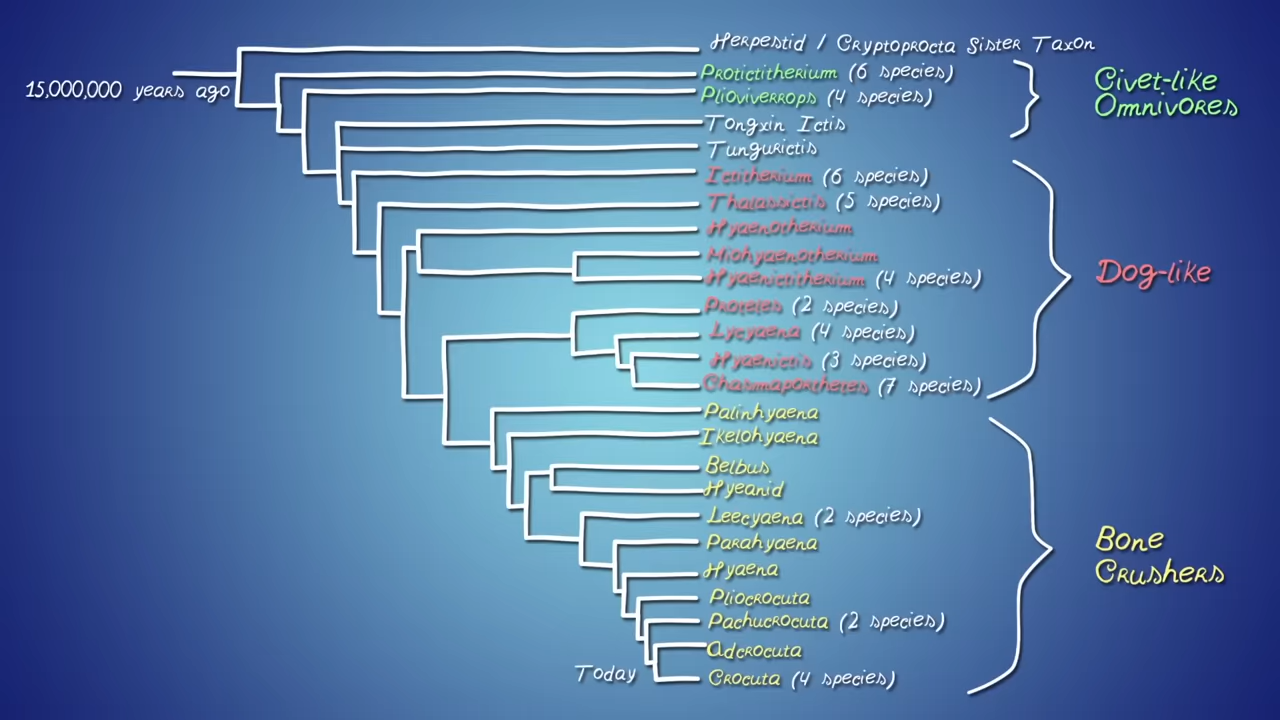 Herpestid / Cryptoprocta Sister Taxon
Protictitherium (6 species)
15,000,000 years ago
Plioviverrops (4 species)
Civet-like
Omnivores
Tongxin Ictis
Tungurictis
Ictitherium (6 species)
Thalassictis (5 species)
Hyaenotherium
Miohyaenotherium
Hyaenictitherium (4 species)
Dog-like
Proteles (2 species)
Lycyaena (4 species)
Hyaenictis (3 species)
Chasmaporthetes (7 species)
Palinhyaena
Ikelohyaena
Belbus
Hyeanid
Leecyaena (2 species)
Parahyaena
Bone
Crushers
Hyaena
Pliocrocuta
Pachucrocuta (2 species)
Adcrocuta
Today
Crocuta (4 species)